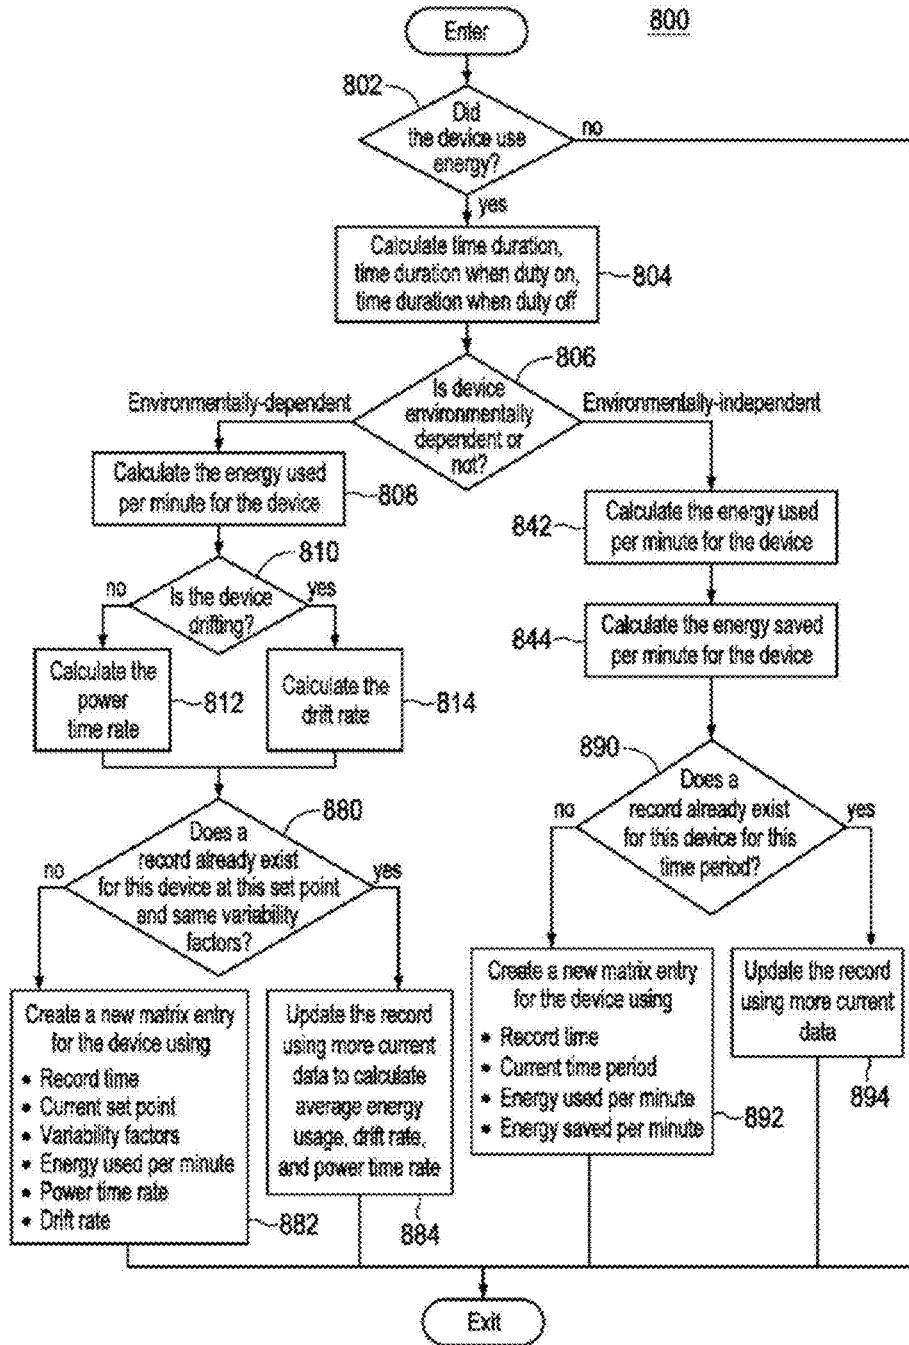 800
Enter
802
Did
the device use
energy?
no
yes
Calculate time duration,
time duration when duty on,
time duration when duty off
804
806
Is device
environmentally
dependent or
not?
Environmentally-dependent
Environmentally-independent
Calculate the energy used
per minute for the device
808
810
Is the device
drifting?
no
yes
Calculate the
power
time rate
812
Calculate the
drift rate
814
842
Calculate the energy used
per minute for the device
844
Calculate the energy saved
per minute for the device
880
Does a
record already exist
for this device at this set point
and same variability
factors?
no
yes
890
Does a
record already exist
for this device for this
time period?
no
yes
Create a new matrix entry
for the device using
• Record time
• Current set point
• Variability factors
• Energy used per minute
• Power time rate
• Drift rate
882
Update the record
using more current
data to calculate
average energy
usage, drift rate,
and power time rate
884
Create a new matrix entry
for the device using
• Record time
• Current time period
• Energy used per minute
• Energy saved per minute
892
Update the record
using more current
data
894
Exit